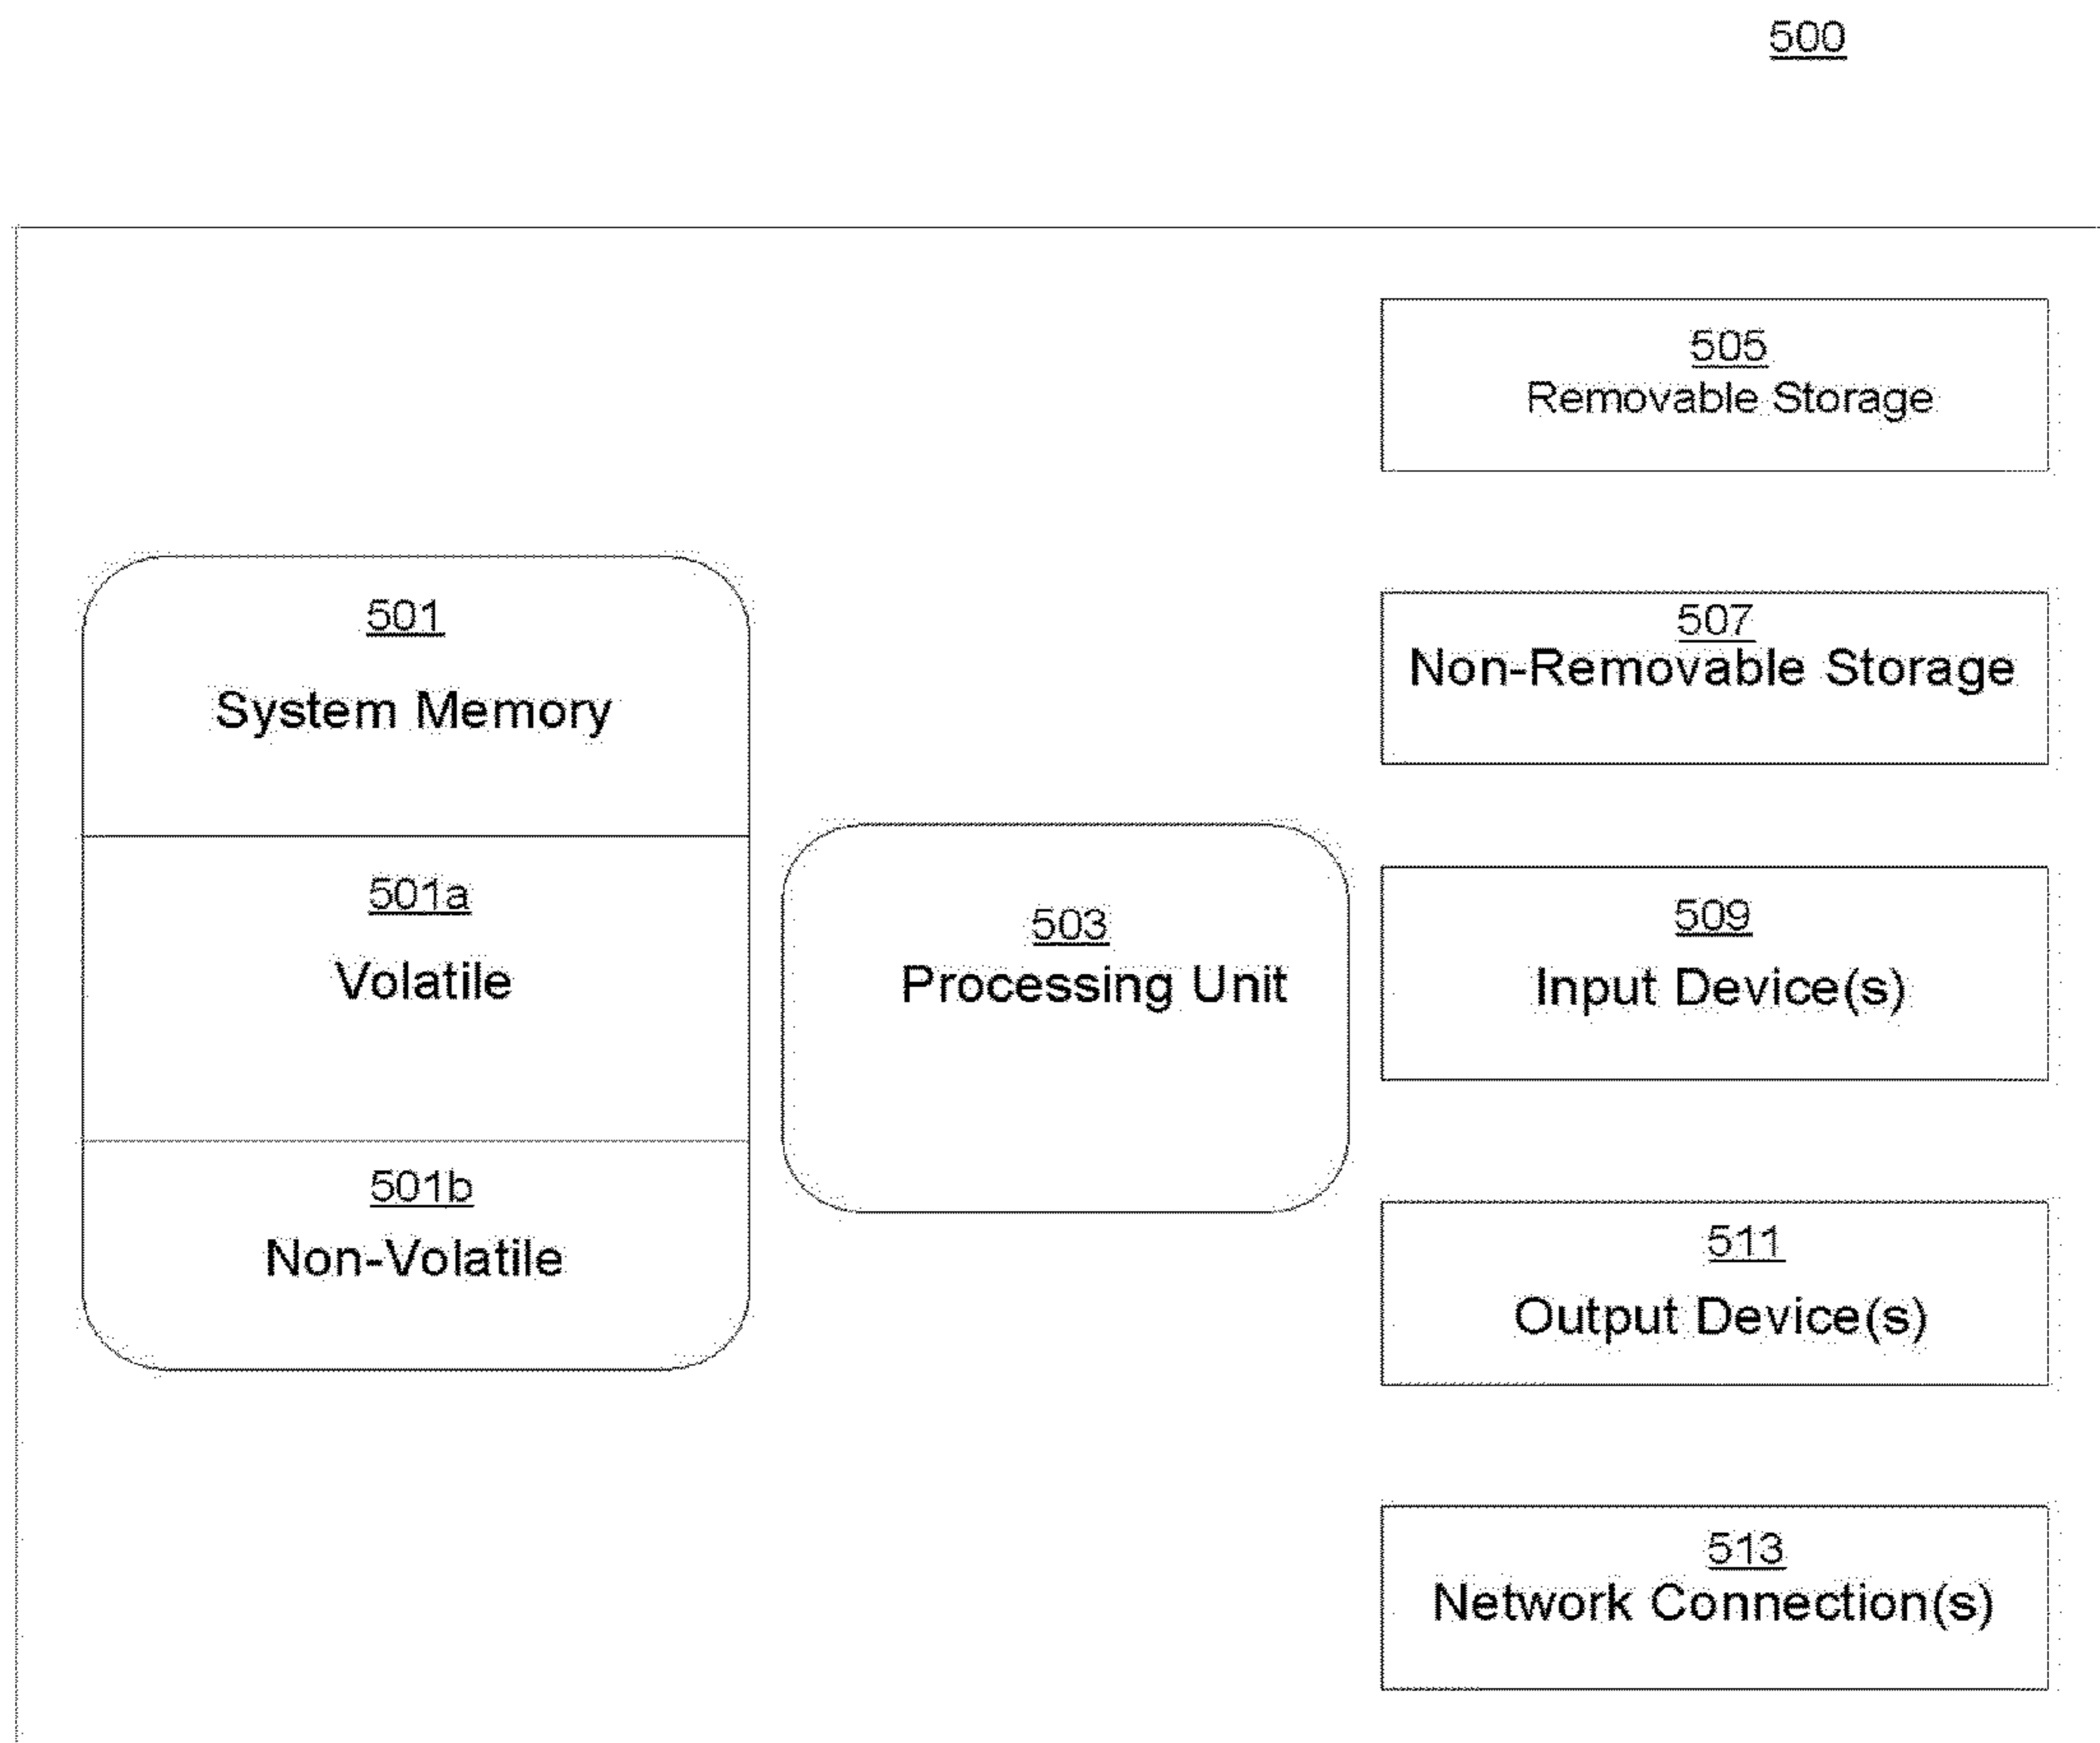 500
505
Removable Storage
501
System Memory
507
Non-Removable Storage
501a
Volatile
503
Processing Unit
509
Input Device(s)
501b
Non-Volatile
511
Output Device(s)
513
Network Connection(s)